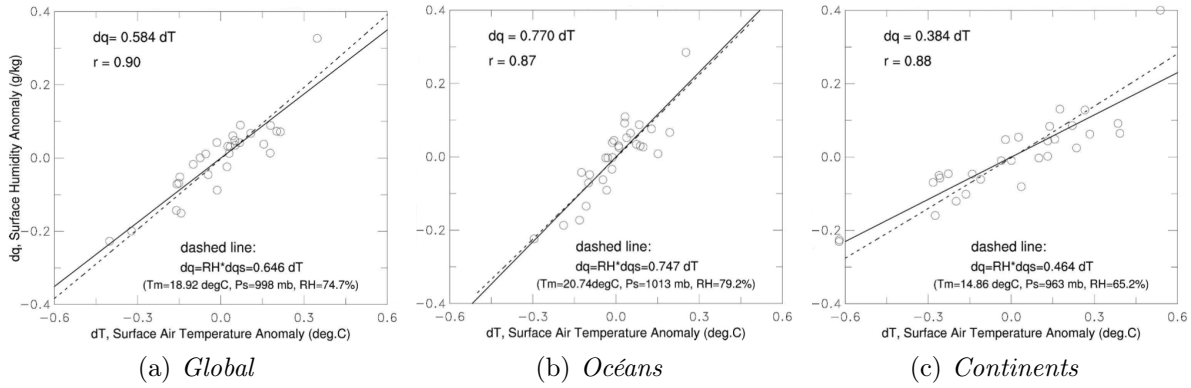 dq= 0.584 dT
r = 0.90
dashed line:
dq=RH*dqs=0.646 dT
(Tm=18.92 degC, Ps=998 mb, RH=74.7%)
dq, Surface Humidity Anomaly (g/kg)
0.4
0.2
0.0
-0.2
-0.4
-0.6
-0.3
0.0
0.3
0.6
dT, Surface Air Temperature Anomaly (deg.C)
(a) Global
dq = 0.770 dT
r = 0.87
dashed line:
dq=RH*dqs=0.747 dT
(Tm=20.74degC, Ps=1013 mb, RH=79.2%)
0.4
0.2
0.0
-0.2
-0.4
-0.6
-0.3
0.0
0.3
0.6
dT, Surface Air Temperature Anomaly (deg.C)
(b) Océans
dq = 0.384 dT
r = 0.88
dashed line:
dq=RH*dqs=0.464 dT
(Tm=14.86 degC, Ps=963 mb, RH=65.2%)
0.4
0.2
0.0
-0.2
-0.4
-0.6
-0.3
0.0
0.3
0.6
dT, Surface Air Temperature Anomaly (deg.C)
(c) Continents